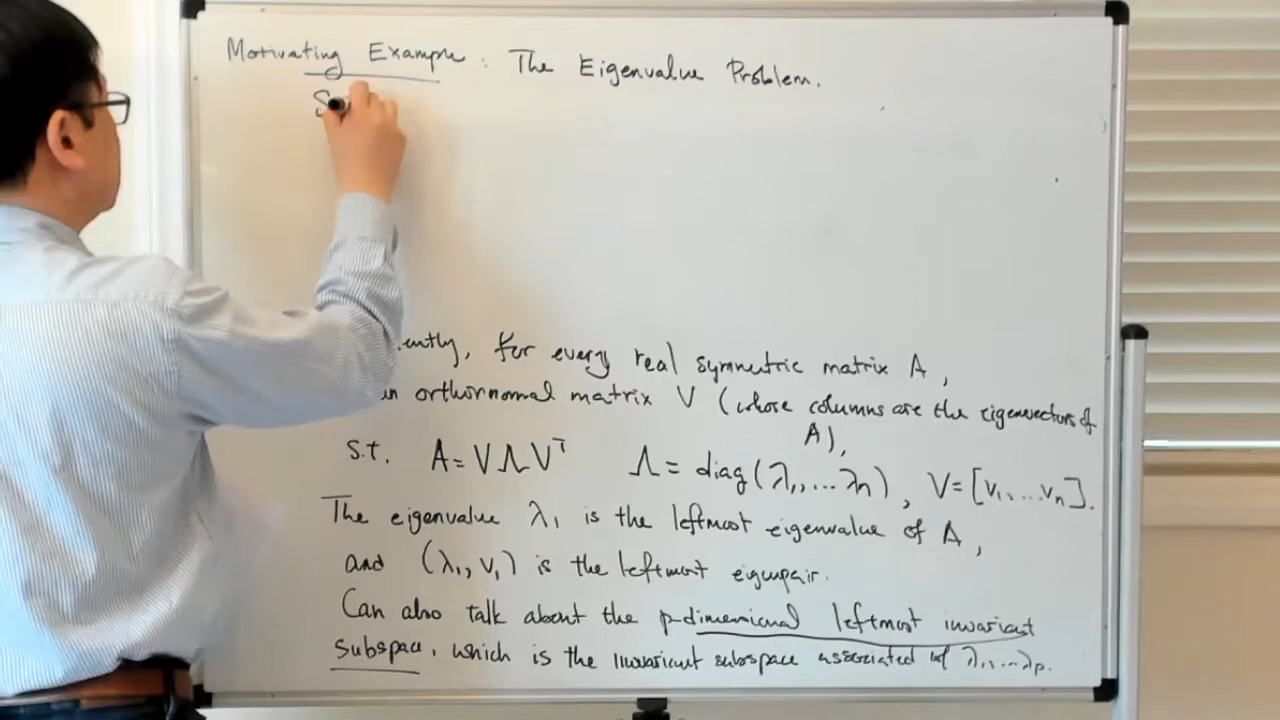 Motivating Example : The Eigenvalue Problem.
ently, for every real symmetric matrix A,
an orthornomal matrix V (whose columns are the eigenvectors of A),
s.t. A = VΛVᵀ Λ = diag(λ₁,...λn), V = [v₁,...vn].
The eigenvalue λ₁ is the leftmost eigenvalue of A,
and (λ₁, v₁) is the leftmost eigenpair.
Can also talk about the p-dimensional leftmost invariant
subspace, which is the invariant subspace associated w/ λ₁,...λp.